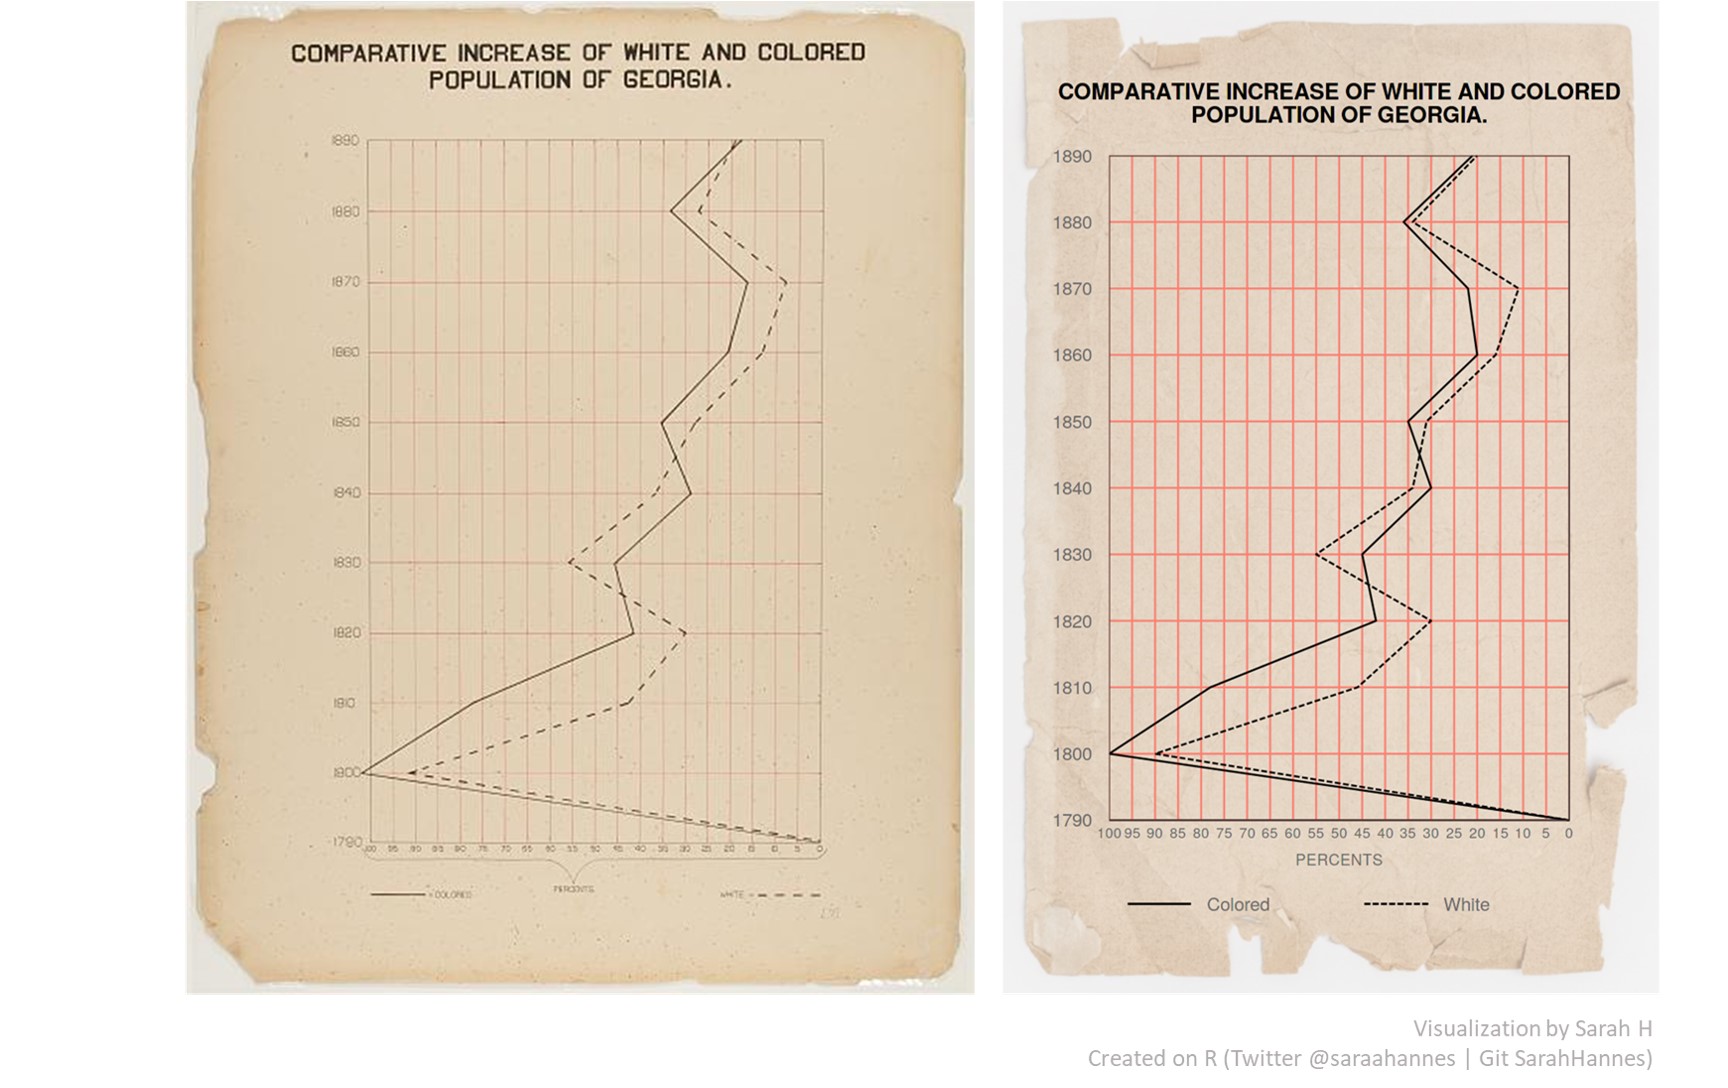 COMPARATIVE INCREASE OF WHITE AND COLORED
POPULATION OF GEORGIA.
1890
1880
1870
1860
1850
1840
1830
1820
1810
1800
1790
100 95 90 85 80 75 70 65 60 55 50 45 40 35 30 25 20 15 10 5 0
PERCENTS
= COLORED
WHITE =
COMPARATIVE INCREASE OF WHITE AND COLORED
POPULATION OF GEORGIA.
1890
1880
1870
1860
1850
1840
1830
1820
1810
1800
1790
100 95 90 85 80 75 70 65 60 55 50 45 40 35 30 25 20 15 10 5 0
PERCENTS
Colored White
Visualization by Sarah H
Created on R (Twitter @saraahannes | Git SarahHannes)